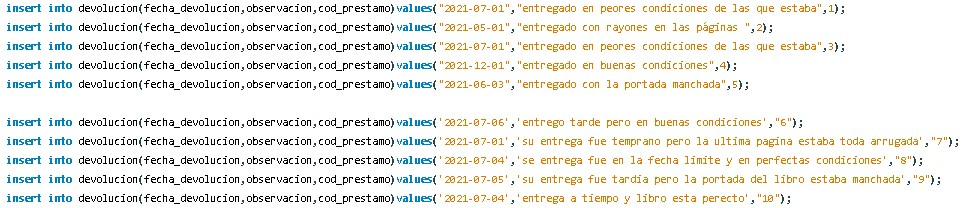 insert into devolucion(fecha_devolucion,observacion,cod_prestamo)values("2021-07-01","entregado en peores condiciones de las que estaba",1);
insert into devolucion(fecha_devolucion,observacion,cod_prestamo)values("2021-05-01","entregado con rayones en las páginas ",2);
insert into devolucion(fecha_devolucion,observacion,cod_prestamo)values("2021-07-01","entregado en peores condiciones de las que estaba",3);
insert into devolucion(fecha_devolucion,observacion,cod_prestamo)values("2021-12-01","entregado en buenas condiciones",4);
insert into devolucion(fecha_devolucion,observacion,cod_prestamo)values("2021-06-03","entregado con la portada manchada",5);
insert into devolucion(fecha_devolucion,observacion,cod_prestamo)values('2021-07-06','entrego tarde pero en buenas condiciones',"6");
insert into devolucion(fecha_devolucion,observacion,cod_prestamo)values('2021-07-01','su entrega fue temprano pero la ultima pagina estaba toda arrugada',"7");
insert into devolucion(fecha_devolucion,observacion,cod_prestamo)values('2021-07-04','se entrega fue en la fecha límite y en perfectas condiciones',"8");
insert into devolucion(fecha_devolucion,observacion,cod_prestamo)values('2021-07-05','su entrega fue tardía pero la portada del libro estaba manchada',"9");
insert into devolucion(fecha_devolucion,observacion,cod_prestamo)values('2021-07-04','entrega a tiempo y libro esta perecto',"10");